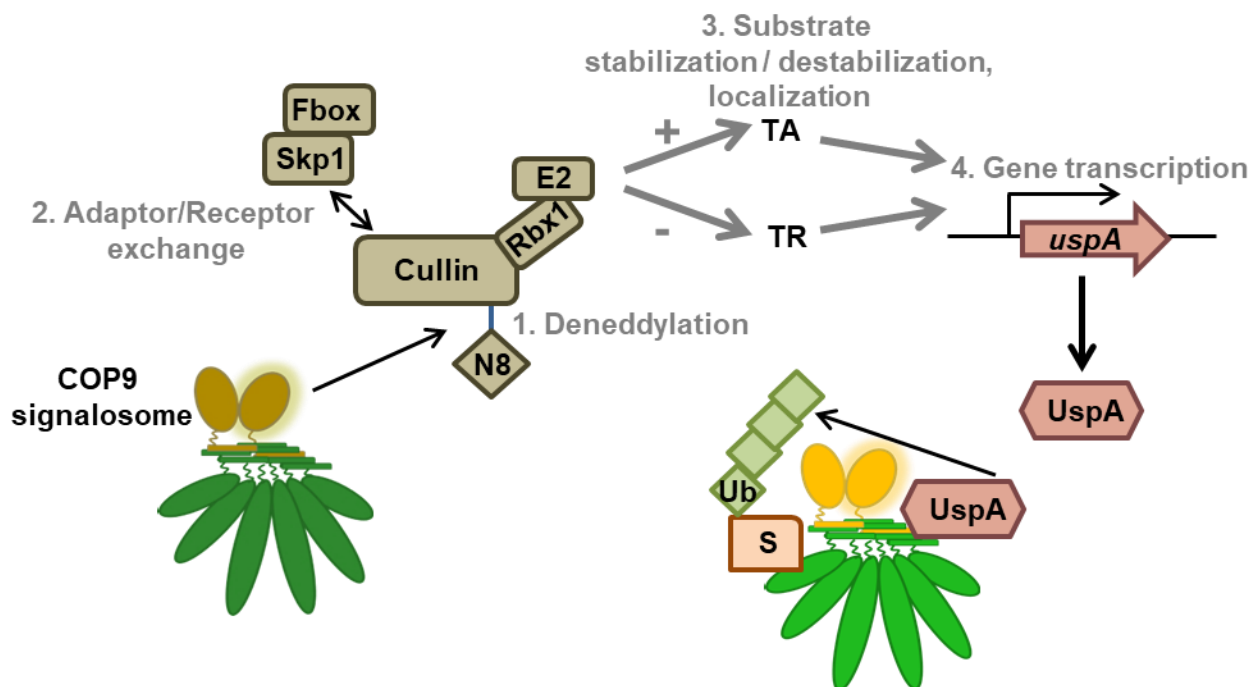 3. Substrate
stabilization / destabilization,
localization
Fbox
Skp1
+
TA
4. Gene transcription
E2
Rbx1
2. Adaptor/Receptor
exchange
-
TR
uspA
Cullin
1. Deneddylation
N8
COP9
signalosome
UspA
Ub
UspA
S